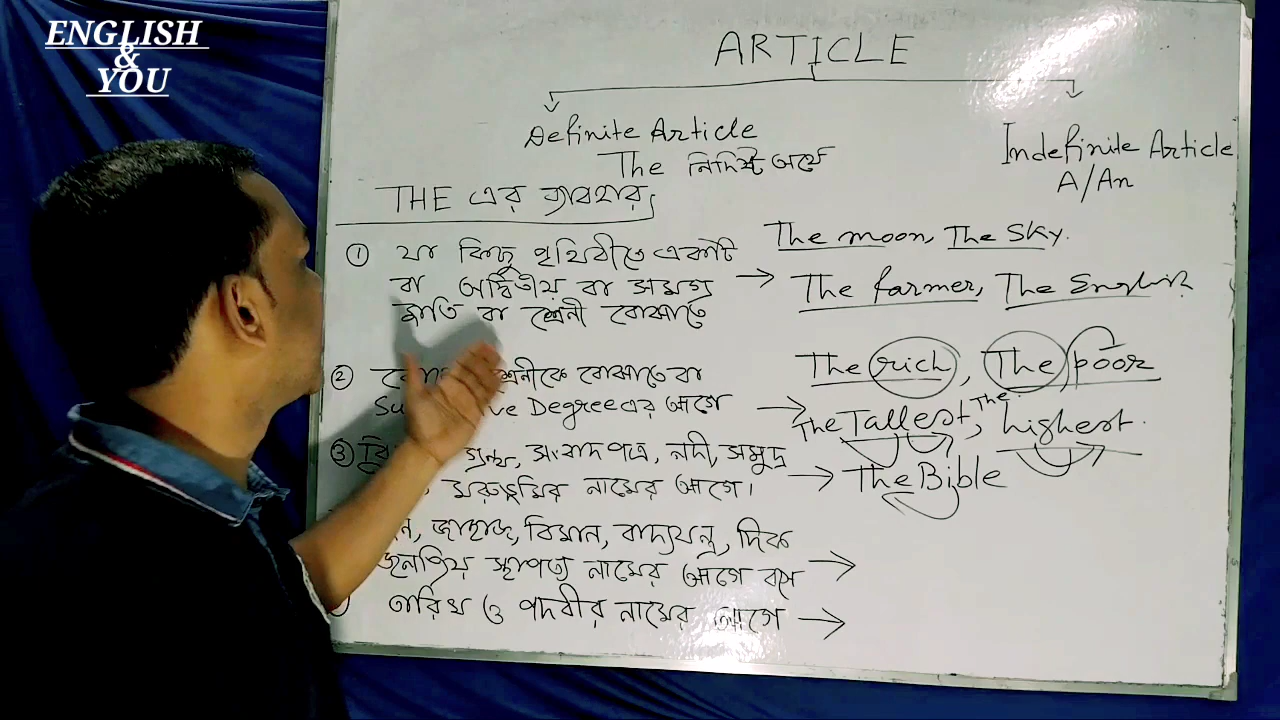 ENGLISH
&
YOU
ARTICLE
Definite Article
The নির্দিষ্ট অর্থে
Indefinite Article
A/An
THE এর ব্যবহার
① যা কিছু পৃথিবীতে একটি
বা অদ্বিতীয় বা সমগ্র
জাতি বা শ্রেনী বোঝাতে
The moon, The Sky.
→ The farmer, The English
② শ্রেনীকে বোঝাতে বা
Degree এর আগে
The rich, The poor
→ The Tallest, The highest.
③ গ্রন্থ, সংবাদপত্র, নদী, সমুদ্র
মরুভূমির নামের আগে।
→ The Bible
জাহাজ, বিমান, বাদ্যযন্ত্র, দিক
জনপ্রিয় স্থাপত্য নামের আগে বসে →
তারিখ ও পদবীর নামের আগে →